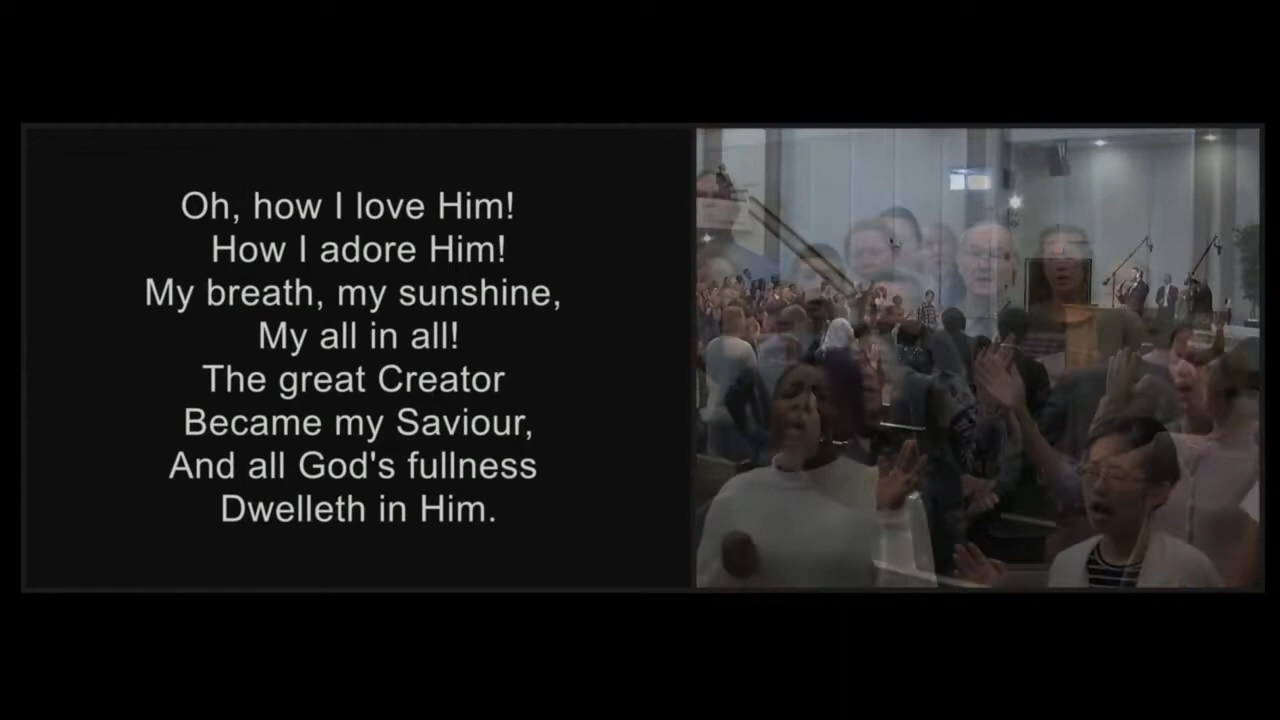 Oh, how I love Him!
How I adore Him!
My breath, my sunshine,
My all in all!
The great Creator
Became my Saviour,
And all God's fullness
Dwelleth in Him.